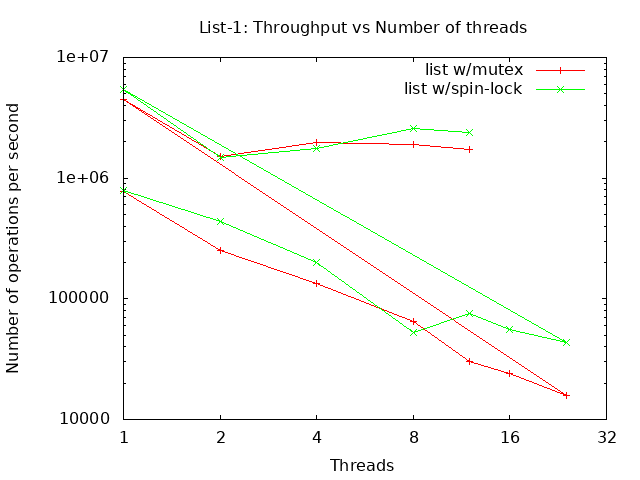 List-1: Throughput vs Number of threads
1e+07
list w/mutex
list w/spin-lock
1e+06
100000
10000
Number of operations per second
1 2 4 8 16 32
Threads